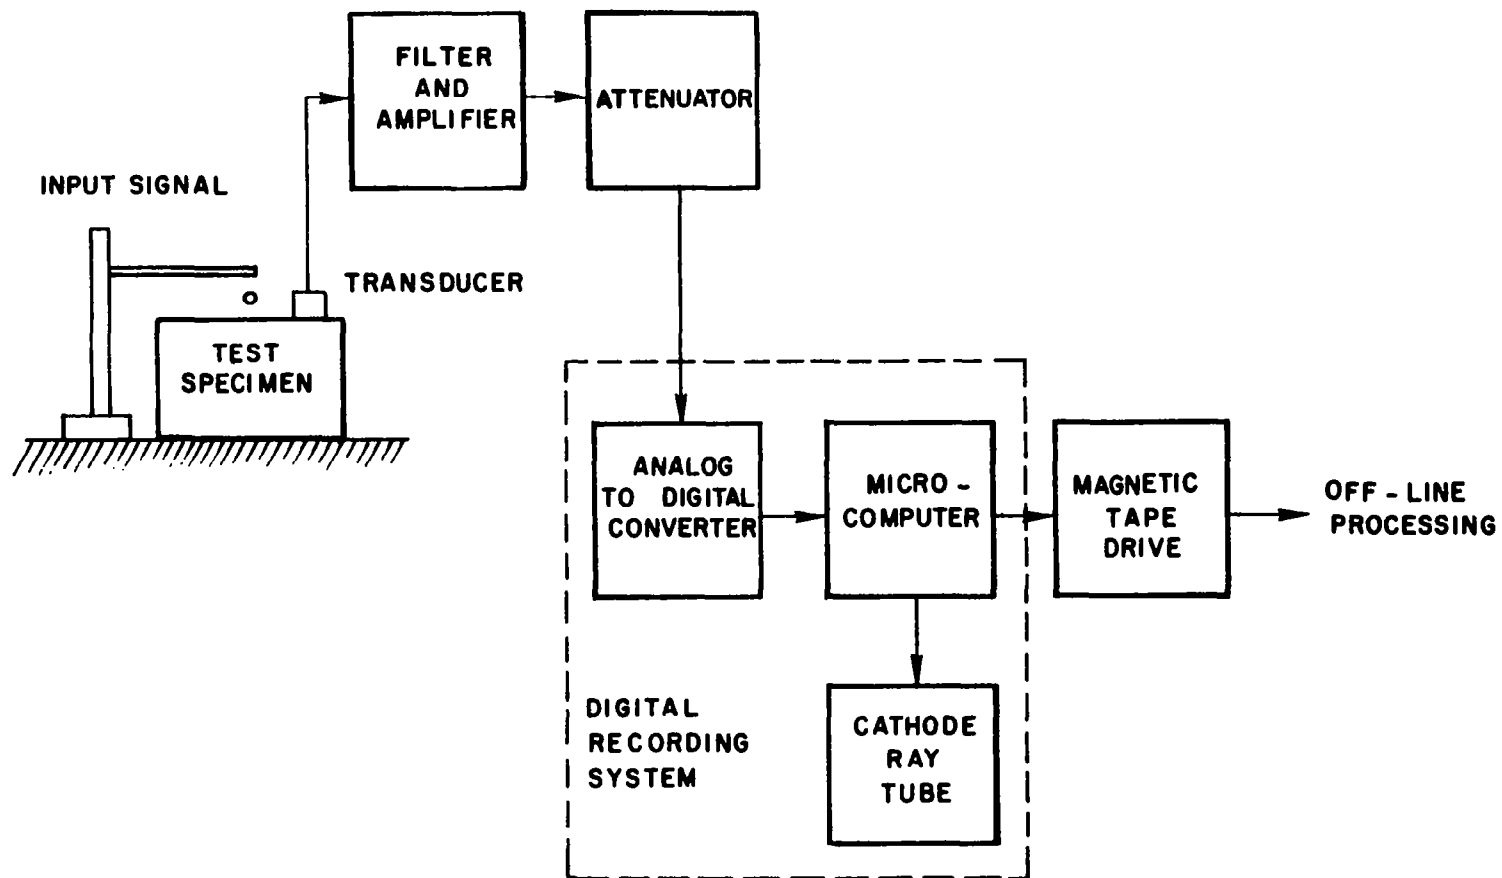 FILTER
AND
AMPLIFIER
ATTENUATOR
INPUT SIGNAL
TRANSDUCER
TEST
SPECIMEN
ANALOG
TO DIGITAL
CONVERTER
MICRO -
COMPUTER
MAGNETIC
TAPE
DRIVE
OFF - LINE
PROCESSING
DIGITAL
RECORDING
SYSTEM
CATHODE
RAY
TUBE